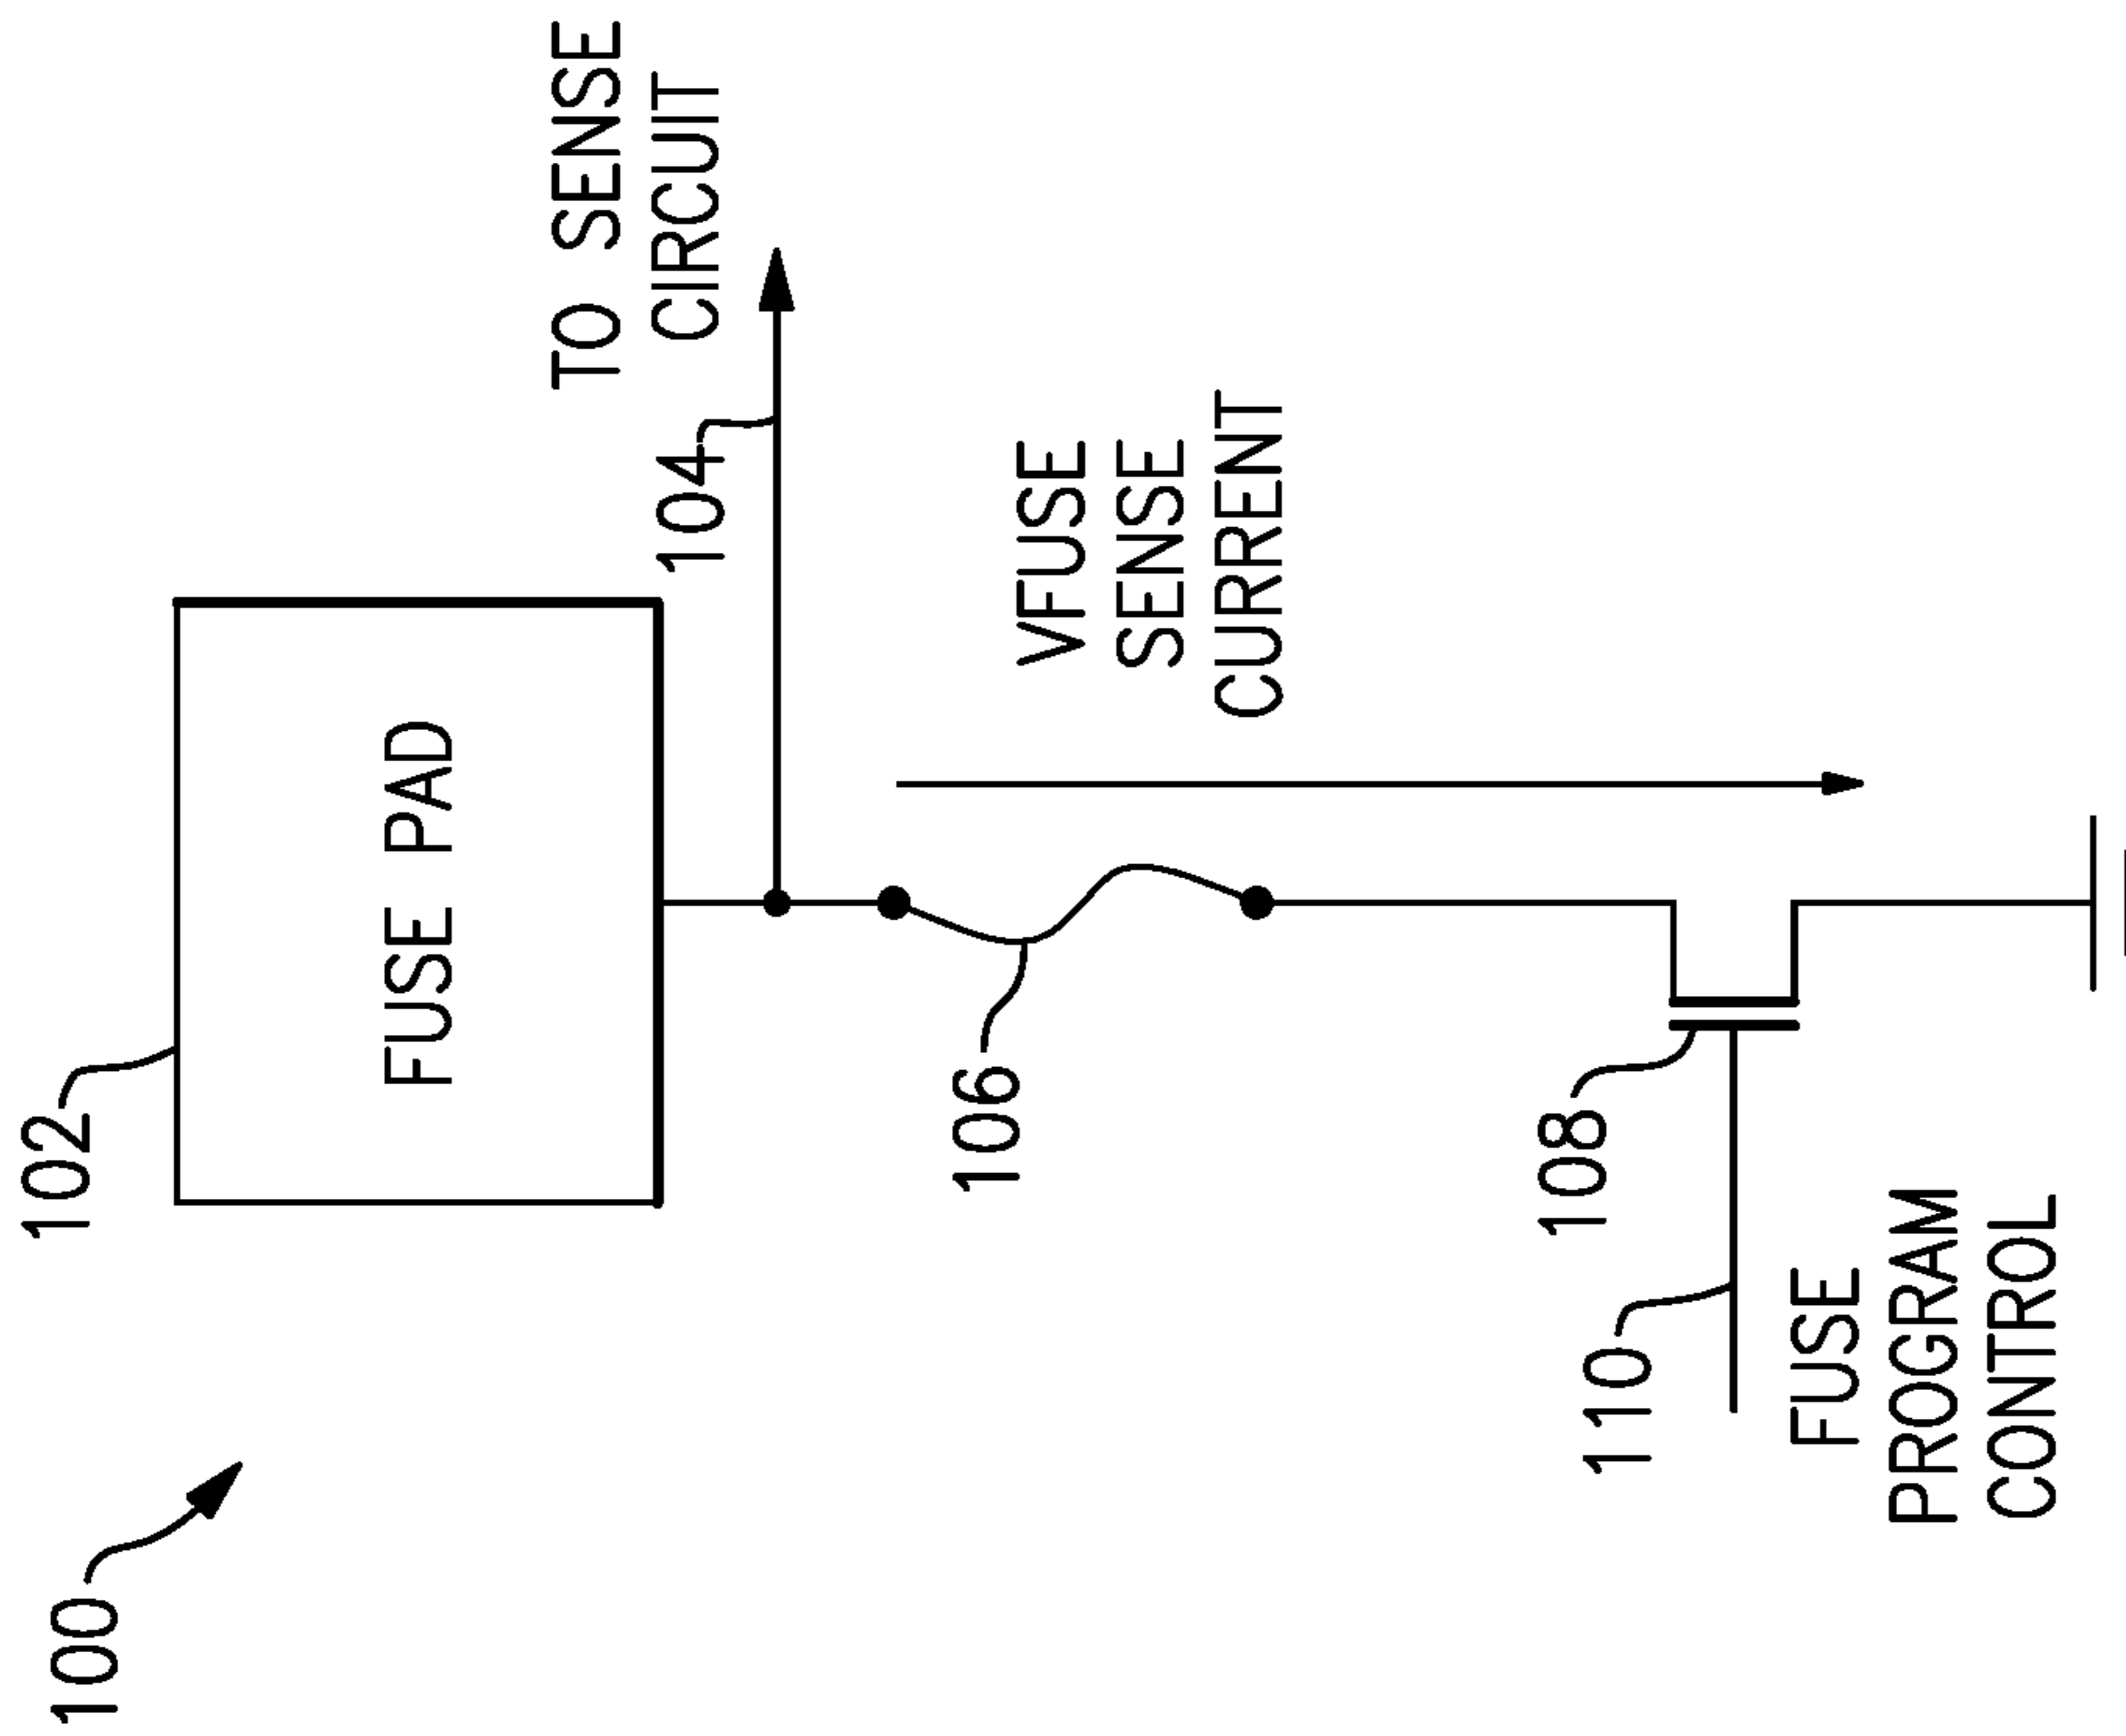 102
FUSE PAD
TO SENSE
CIRCUIT
104
VFUSE
SENSE
CURRENT
106
108
110
FUSE
PROGRAM
CONTROL
100